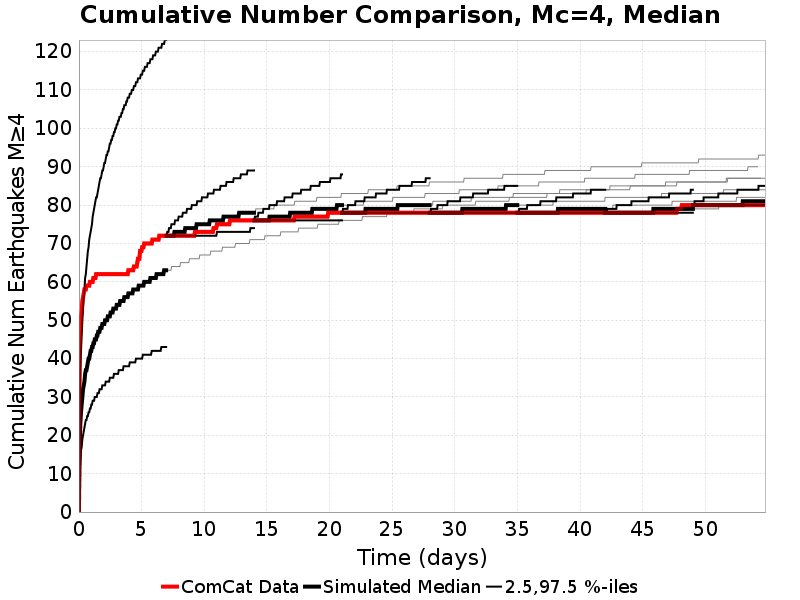 Cumulative Number Comparison, Mc=4, Median
Cumulative Num Earthquakes M≥4
120
110
100
90
80
70
60
50
40
30
20
10
0
0 5 10 15 20 25 30 35 40 45 50
Time (days)
ComCat Data Simulated Median 2.5,97.5 %-iles